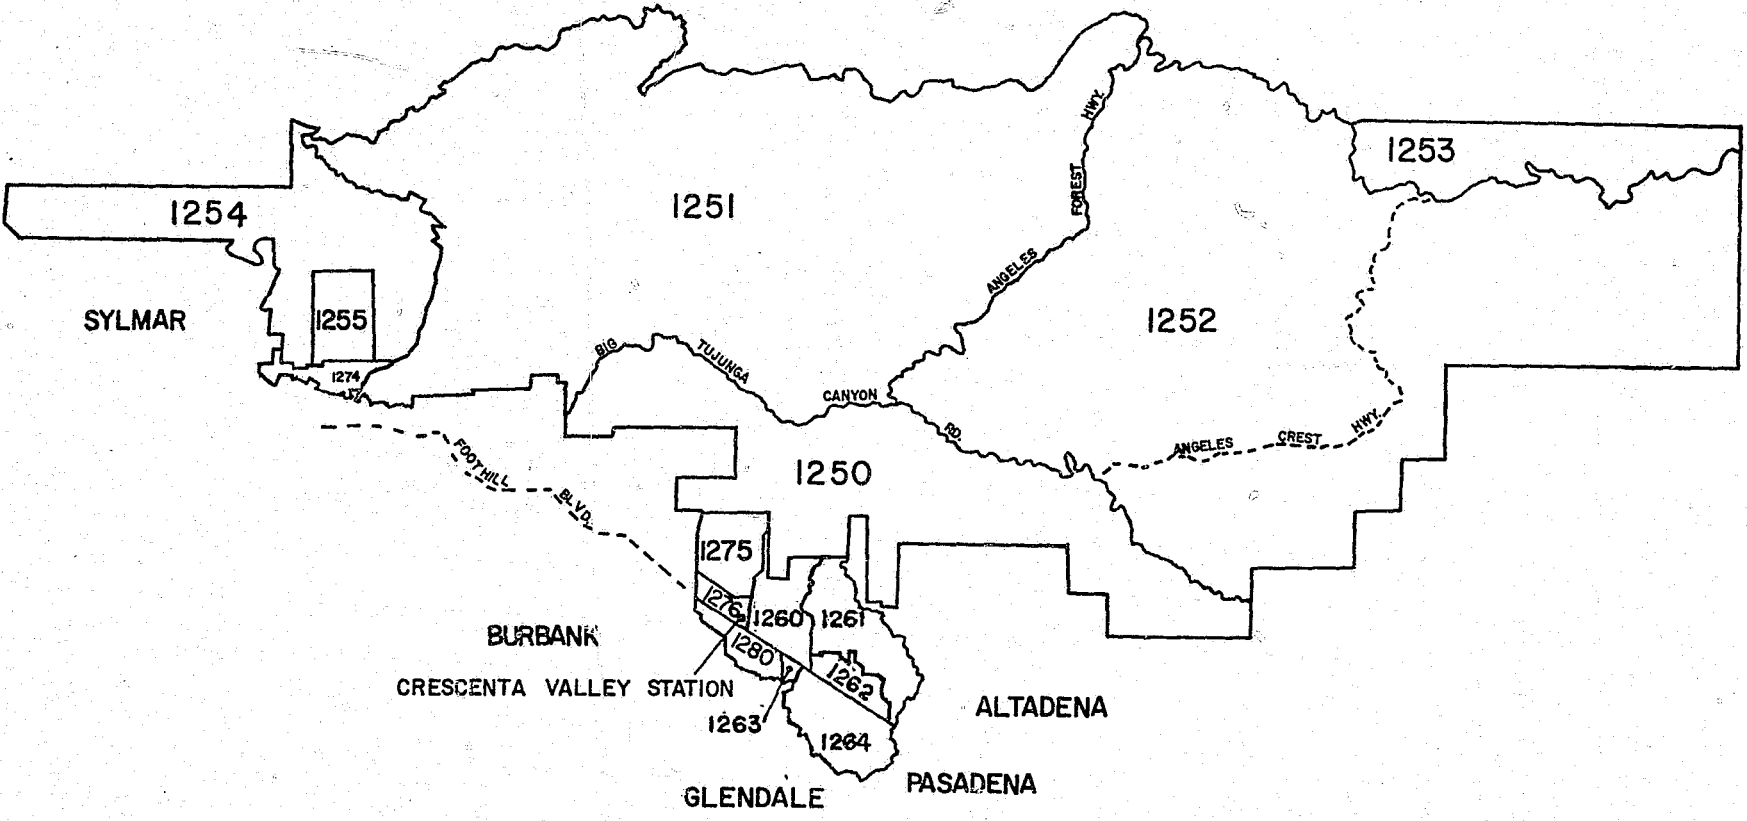 HWY.
1253
FOREST
1254
1251
ANGELES
SYLMAR
1255
1252
BIG
TUJUNGA
1274
CANYON
HWY.
RD.
ANGELES
CREST
FOOTHILL
1250
BLVD.
1275
1276
1260
1261
BURBANK
1280
CRESCENTA VALLEY STATION
1262
1263
ALTADENA
1264
PASADENA
GLENDALE